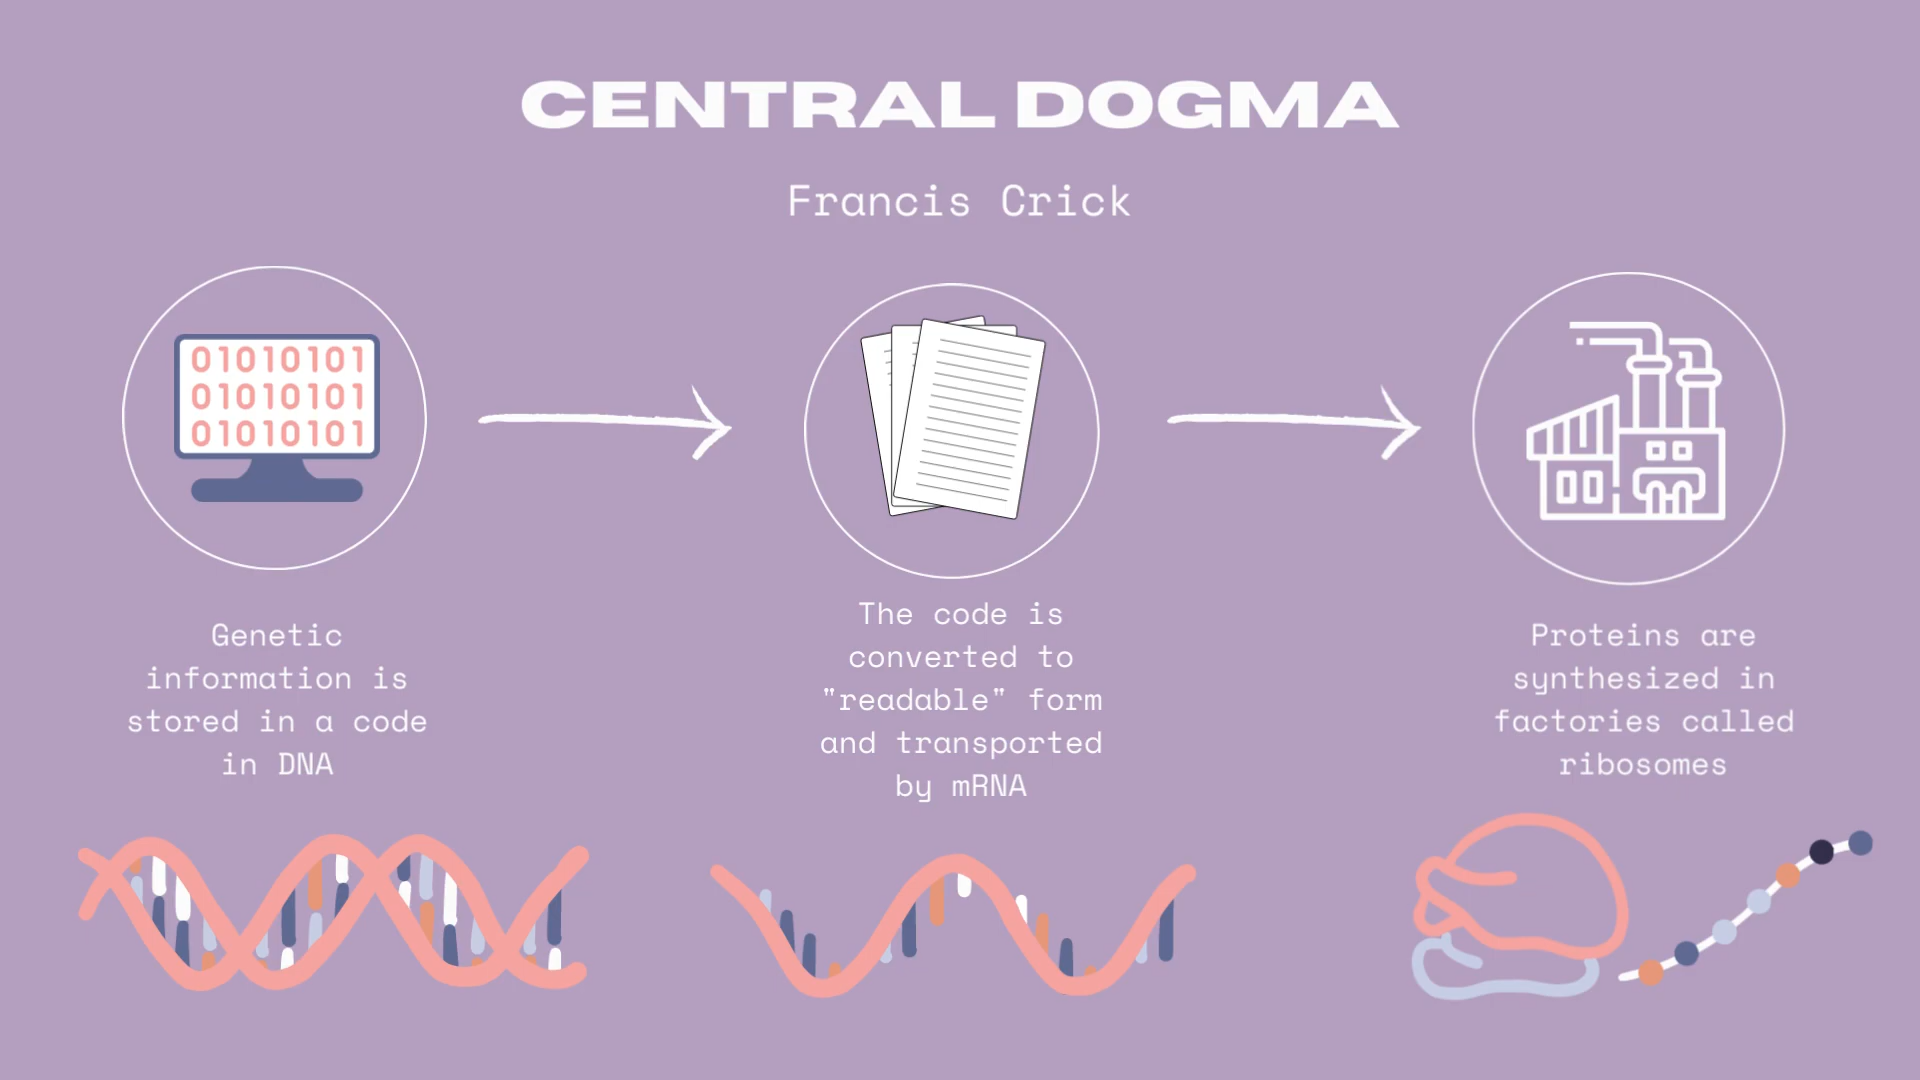 CENTRAL DOGMA
Francis Crick
01010101
01010101
01010101
Genetic
information is
stored in a code
in DNA
The code is
converted to
"readable" form
and transported
by mRNA
Proteins are
synthesized in
factories called
ribosomes